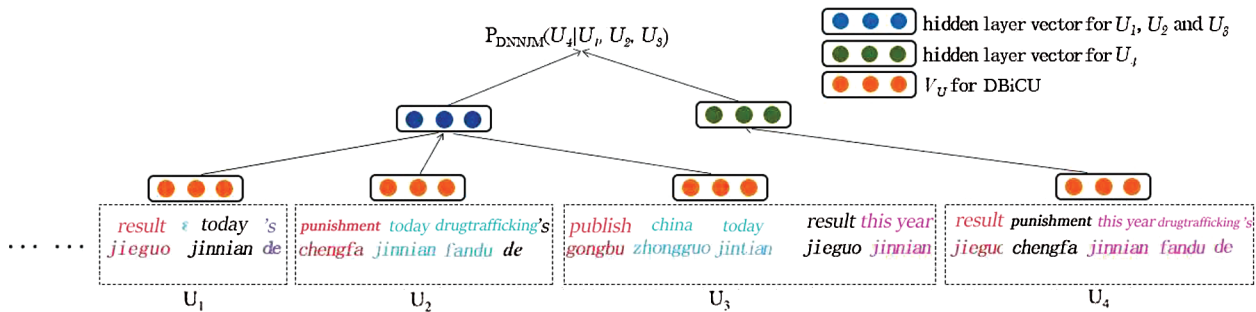 P_DNNJM(U_4|U_1, U_2, U_3)
hidden layer vector for U_1, U_2 and U_3
hidden layer vector for U_4
V_U for DBiCU
result today 's
jieguo jinnian de
punishment today drugtrafficking's
chengfa jinnian fandu de
publish china today result this year
gongbu zhongguo jintian jieguo jinnian
result punishment this year drugtrafficking's
jieguo chengfa jinnian fandu de
... ...
U_1
U_2
U_3
U_4